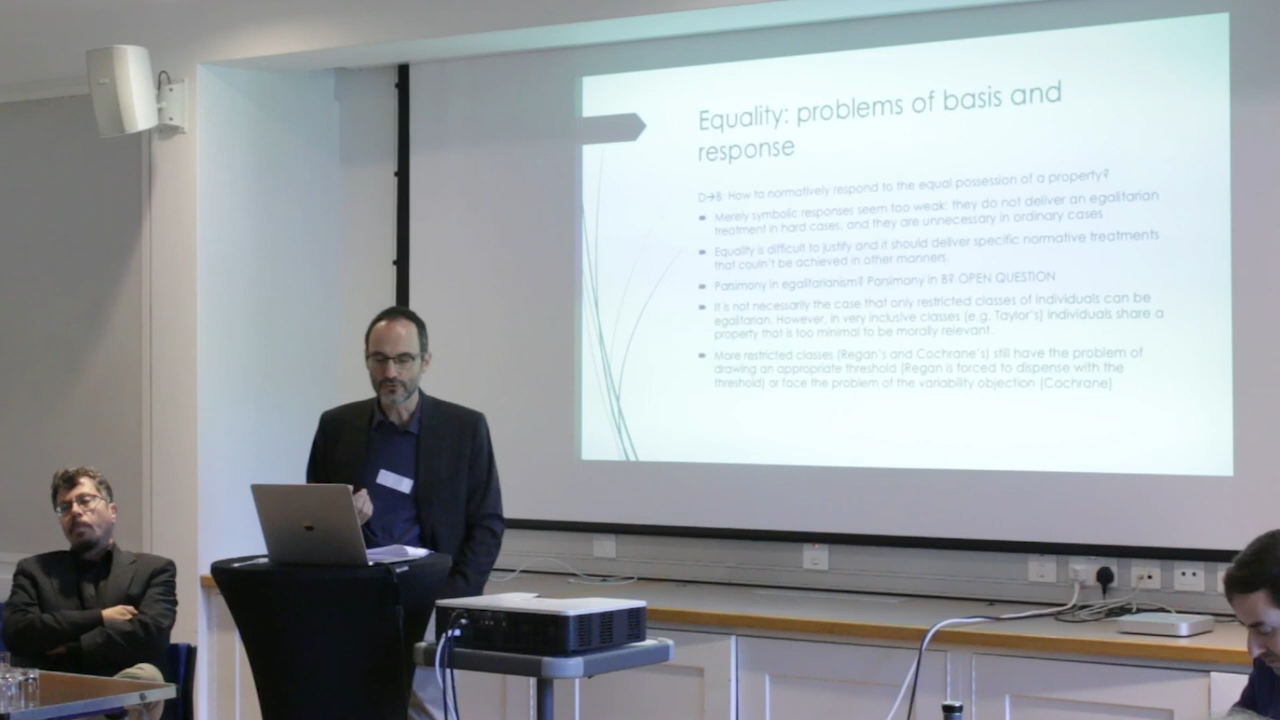 Equality: problems of basis and
response
D→B: How to normatively respond to the equal possession of a property?
Merely symbolic responses seem too weak: they do not deliver an egalitarian
treatment in hard cases, and they are unnecessary in ordinary cases
Equality is difficult to justify and it should deliver specific normative treatments
that couln't be achieved in other manners.
Parsimony in egalitarianism? Parsimony in B? OPEN QUESTION
It is not necessarily the case that only restricted classes of individuals can be
egalitarian. However, in very inclusive classes (e.g. Taylor's) individuals share a
property that is too minimal to be morally relevant.
More restricted classes (Regan's and Cochrane's) still have the problem of
drawing an appropriate threshold (Regan is forced to dispense with the
threshold) or face the problem of the variability objection (Cochrane)